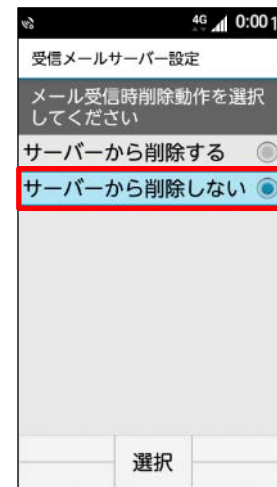 4G 0:001
受信メールサーバー設定
メール受信時削除動作を選択
してください
サーバーから削除する
サーバーから削除しない
選択